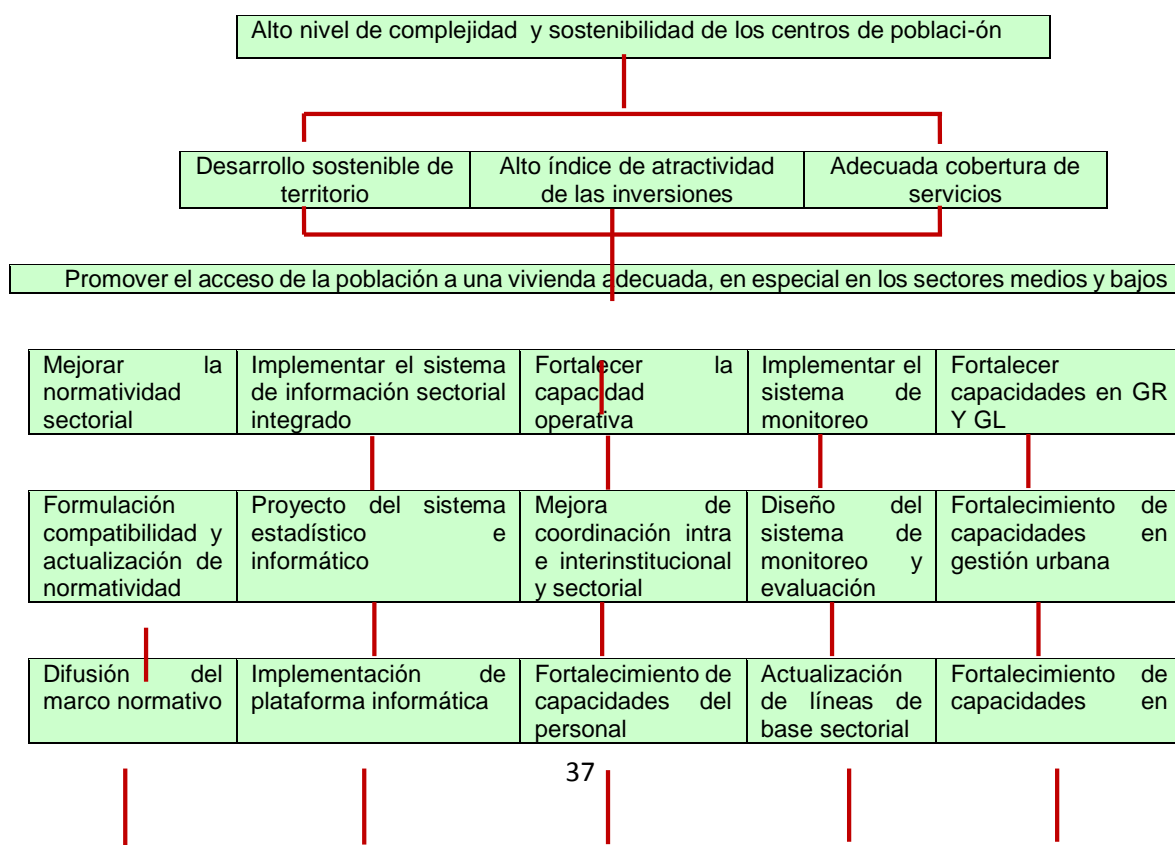 Alto nivel de complejidad y sostenibilidad de los centros de poblaci-ón
Desarrollo sostenible de
territorio
Alto índice de atractividad
de las inversiones
Adecuada cobertura de
servicios
Promover el acceso de la población a una vivienda adecuada, en especial en los sectores medios y bajos
Mejorar la
normatividad
sectorial
Implementar el sistema
de información sectorial
integrado
Fortalecer la
capacidad
operativa
Implementar el
sistema de
monitoreo
Fortalecer
capacidades en GR
Y GL
Formulación
compatibilidad y
actualización de
normatividad
Proyecto del sistema
estadístico e
informático
Mejora de
coordinación intra
e interinstitucional
y sectorial
Diseño del
sistema de
monitoreo y
evaluación
Fortalecimiento de
capacidades en
gestión urbana
Difusión del
marco normativo
Implementación de
plataforma informática
Fortalecimiento de
capacidades del
personal
Actualización
de líneas de
base sectorial
Fortalecimiento de
capacidades en
37